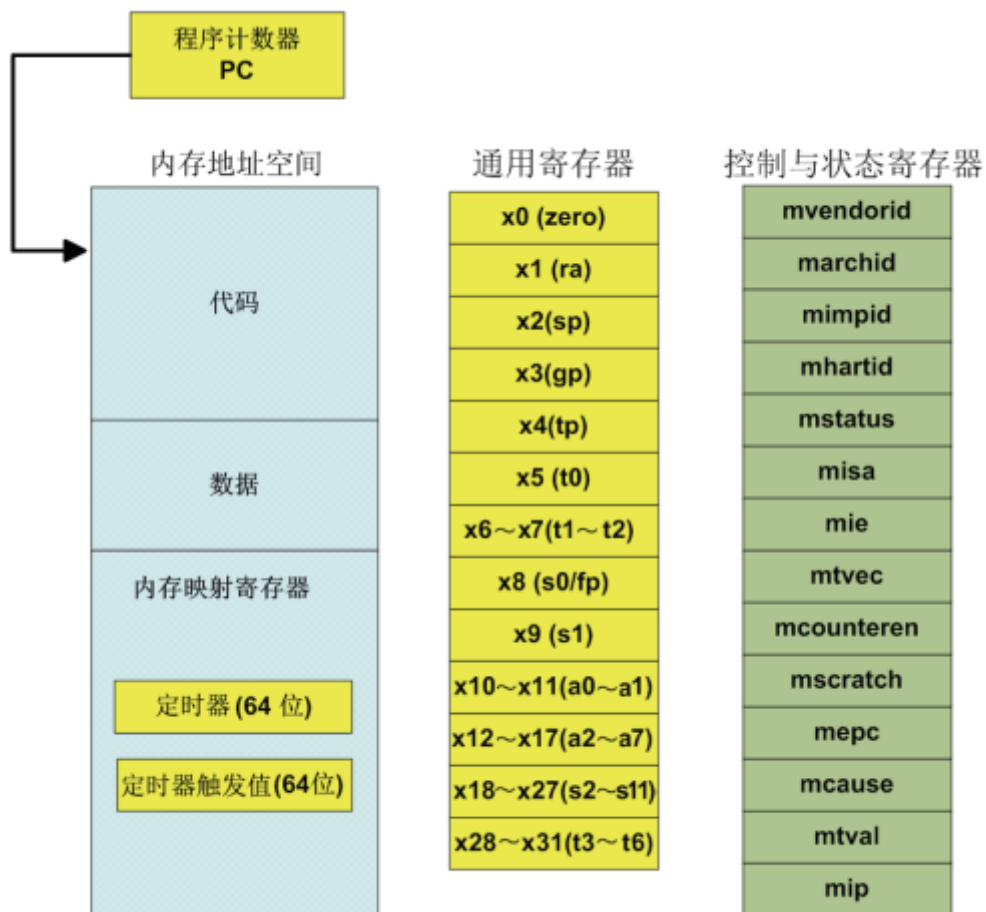 程序计数器
PC
内存地址空间
代码
数据
内存映射寄存器
定时器 (64 位)
定时器触发值(64位)
通用寄存器
x0 (zero)
x1 (ra)
x2(sp)
x3(gp)
x4(tp)
x5 (t0)
x6～x7(t1～t2)
x8 (s0/fp)
x9 (s1)
x10～x11(a0～a1)
x12～x17(a2～a7)
x18～x27(s2～s11)
x28～x31(t3～t6)
控制与状态寄存器
mvendorid
marchid
mimpid
mhartid
mstatus
misa
mie
mtvec
mcounteren
mscratch
mepc
mcause
mtval
mip